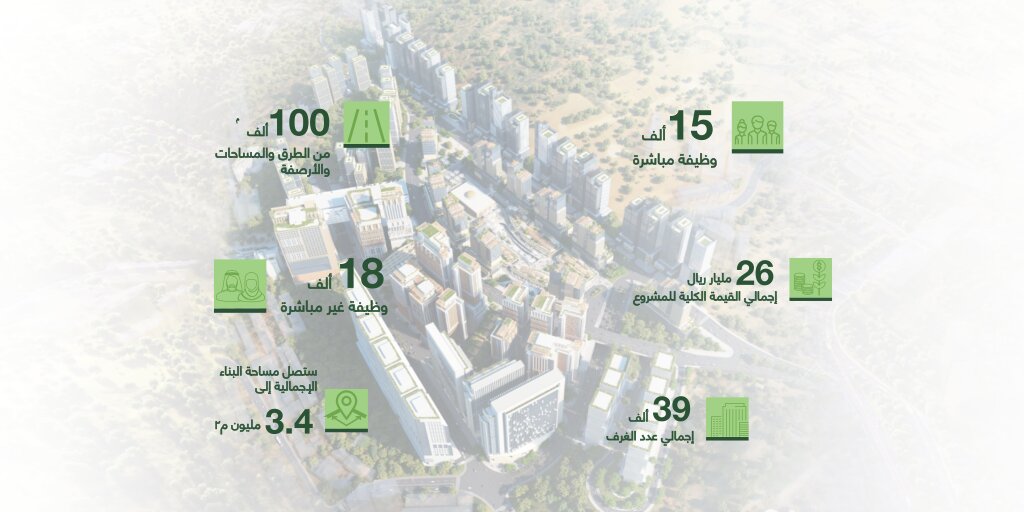 15 ألف
وظيفة مباشرة
100 ألف م
من الطرق والمساحات
والأرصفة
26 مليار ريال
إجمالي القيمة الكلية للمشروع
18 ألف
وظيفة غير مباشرة
39 ألف
إجمالي عدد الغرف
ستصل مساحة البناء
الإجمالية إلى
3.4 مليون م٢